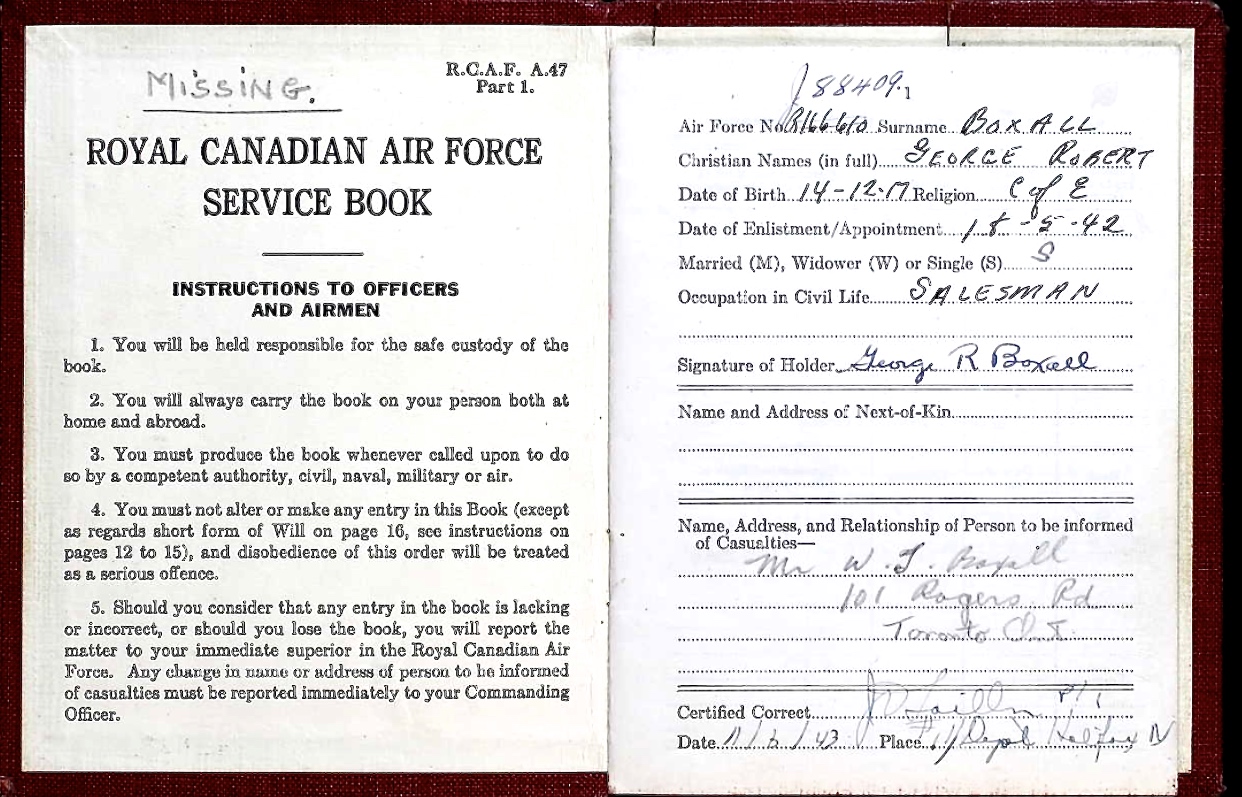 MISSING.
R.C.A.F. A.47
Part 1.
ROYAL CANADIAN AIR FORCE
SERVICE BOOK
INSTRUCTIONS TO OFFICERS
AND AIRMEN
1. You will be held responsible for the safe custody of the
book.
2. You will always carry the book on your person both at
home and abroad.
3. You must produce the book whenever called upon to do
so by a competent authority, civil, naval, military or air.
4. You must not alter or make any entry in this Book (except
as regards short form of Will on page 16, see instructions on
pages 12 to 15), and disobedience of this order will be treated
as a serious offence.
5. Should you consider that any entry in the book is lacking
or incorrect, or should you lose the book, you will report the
matter to your immediate superior in the Royal Canadian Air
Force. Any change in name or address of person to be informed
of casualties must be reported immediately to your Commanding
Officer.
J88409.
Air Force No. R166610 Surname BOXALL
Christian Names (in full) GEORGE ROBERT
Date of Birth 14-12-17 Religion C of E
Date of Enlistment/Appointment 18-5-42
Married (M), Widower (W) or Single (S) S
Occupation in Civil Life SALESMAN
Signature of Holder George R Boxall
Name and Address of Next-of-Kin
Name, Address, and Relationship of Person to be informed
of Casualties—
Mr W. J. Boxall
101 Rogers Rd
Toronto Ont
Certified Correct
Date 11/6/43 Place Depot Halifax N